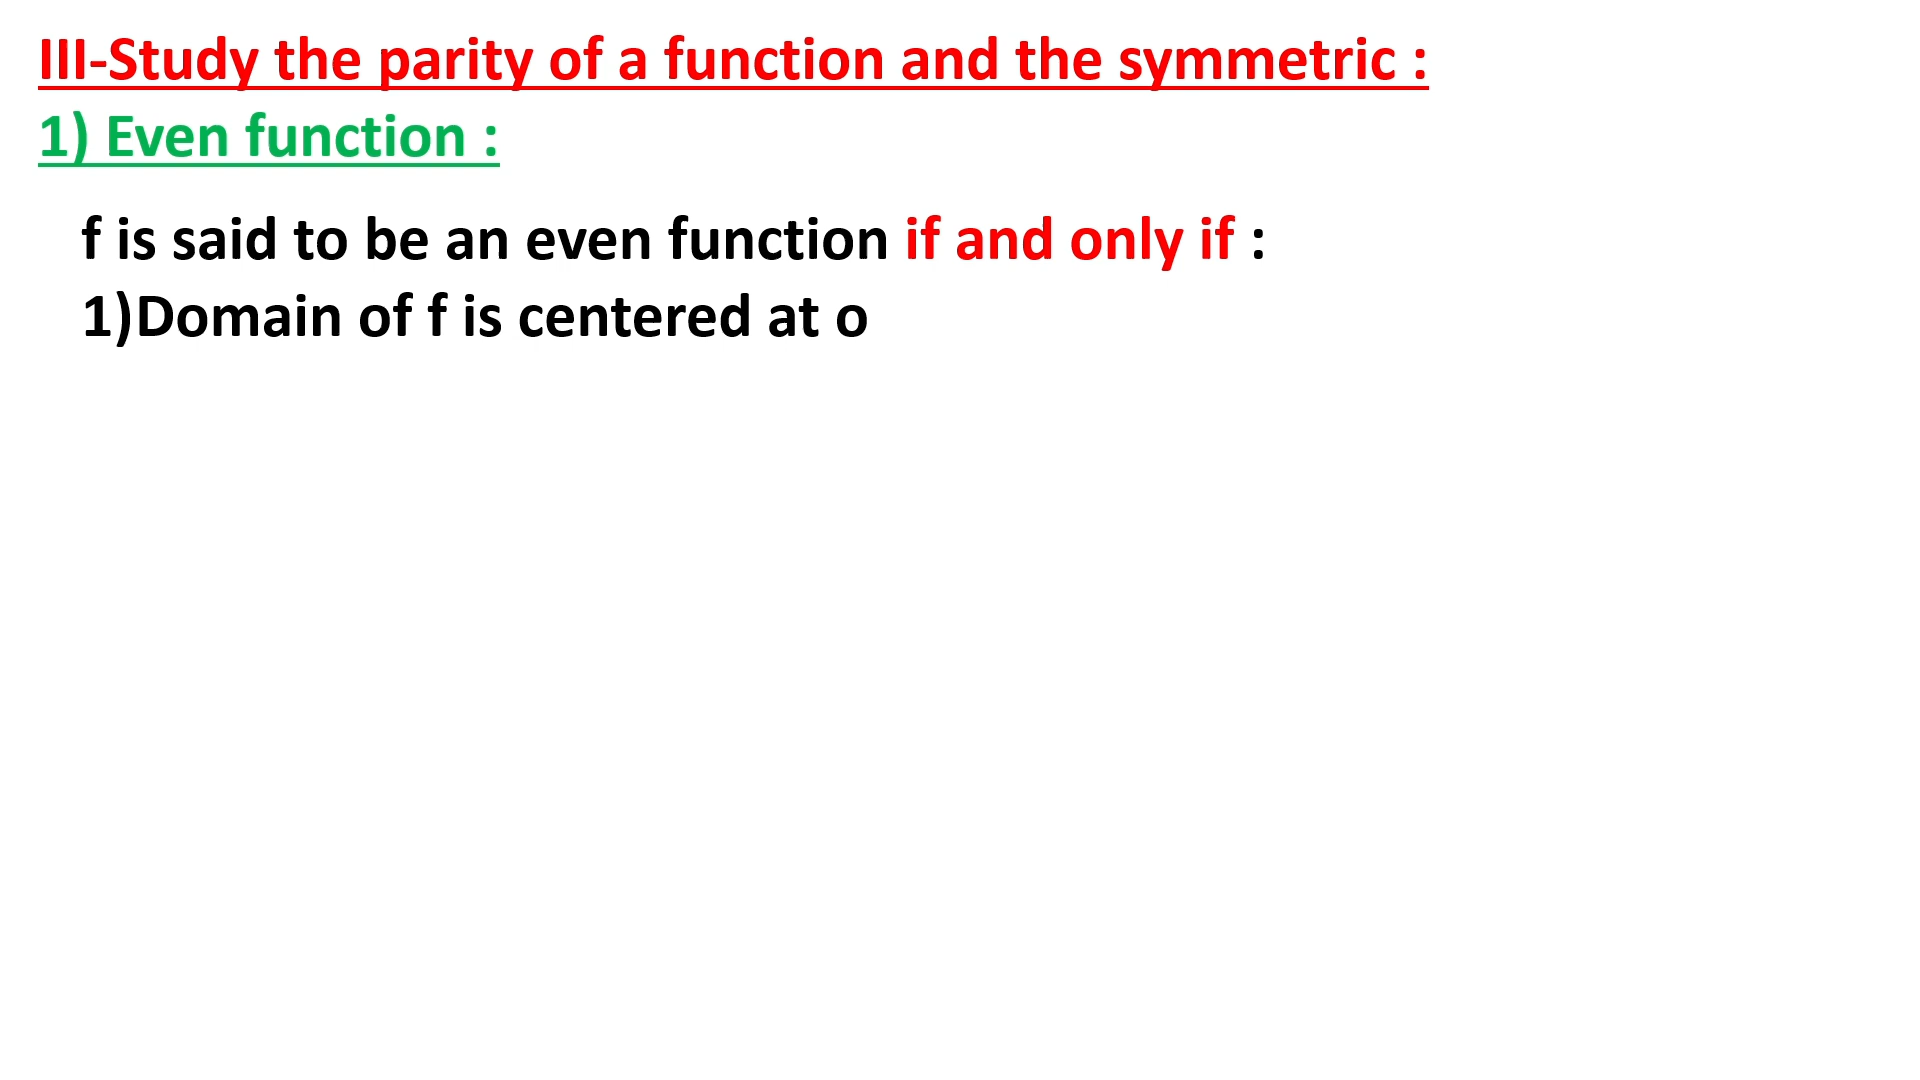 III-Study the parity of a function and the symmetric :
1) Even function :
f is said to be an even function if and only if :
1)Domain of f is centered at o